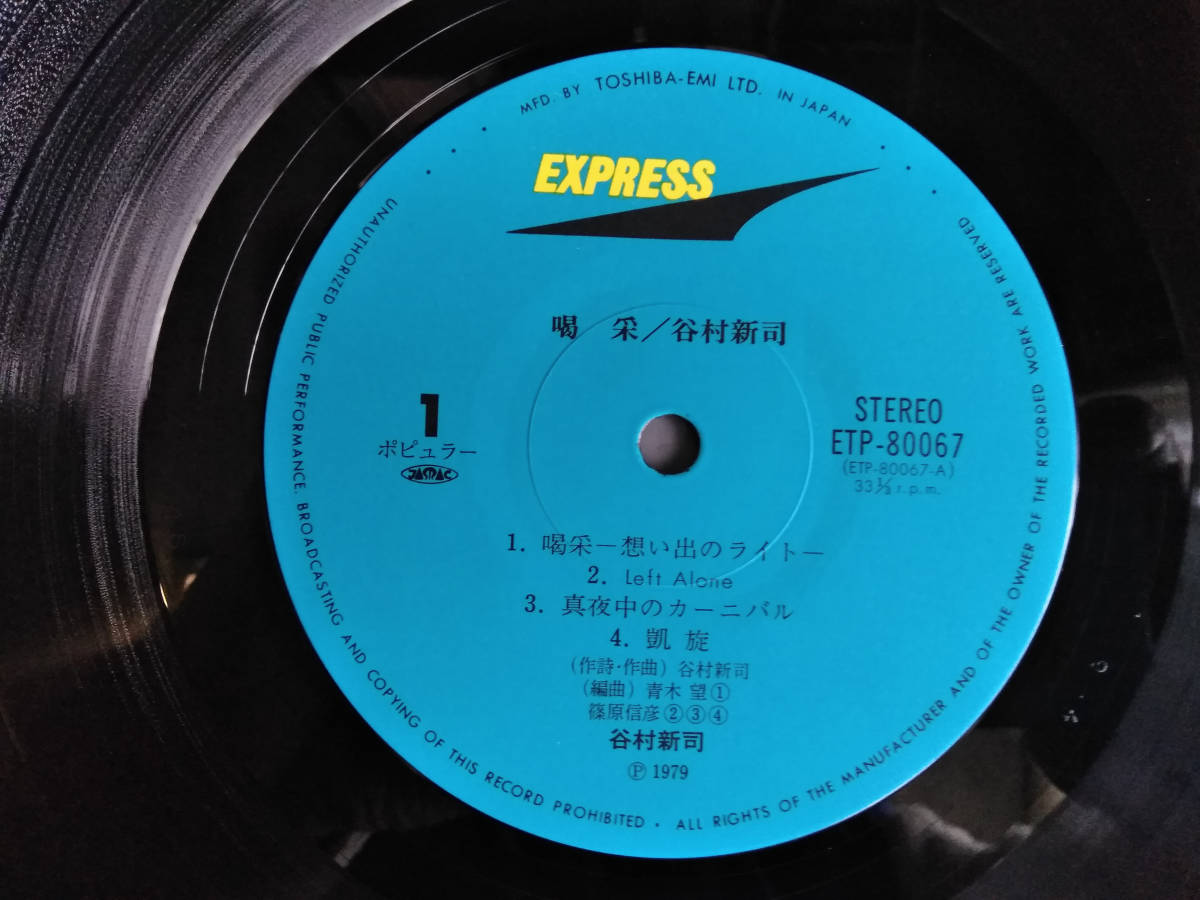 MFD. BY TOSHIBA-EMI LTD. IN JAPAN
EXPRESS
喝 采／谷村新司
1
ポピュラー
JASRAC
STEREO
ETP-80067
(ETP-80067-A)
33⅓ r.p.m.
1. 喝采－想い出のライト－
2. Left Alone
3. 真夜中のカーニバル
4. 凱 旋
(作詩・作曲) 谷村新司
(編曲) 青木 望①
篠原信彦②③④
谷村新司
Ⓟ 1979
UNAUTHORIZED PUBLIC PERFORMANCE, BROADCASTING AND COPYING OF THIS RECORD PROHIBITED • ALL RIGHTS OF THE MANUFACTURER AND OF THE OWNER OF THE RECORDED WORK ARE RESERVED